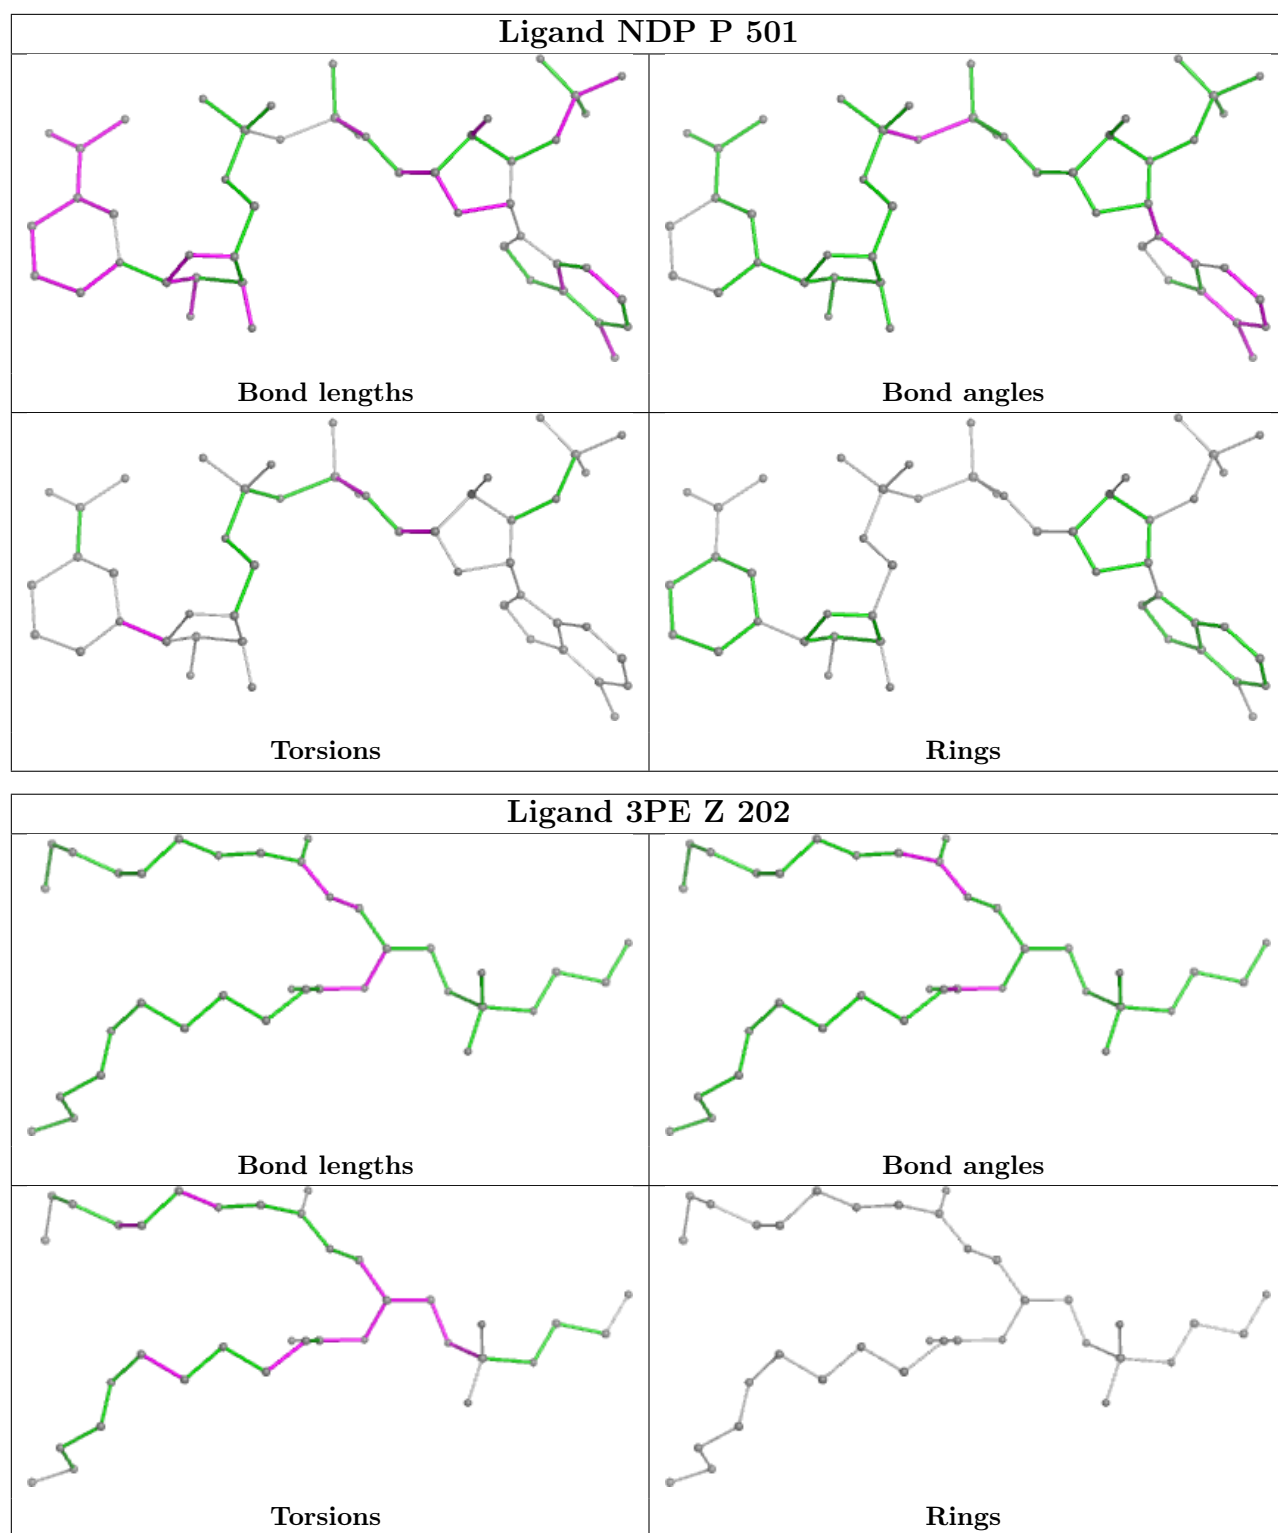 Ligand NDP P 501
Bond lengths
Bond angles
Torsions
Rings
Ligand 3PE Z 202
Bond lengths
Bond angles
Torsions
Rings